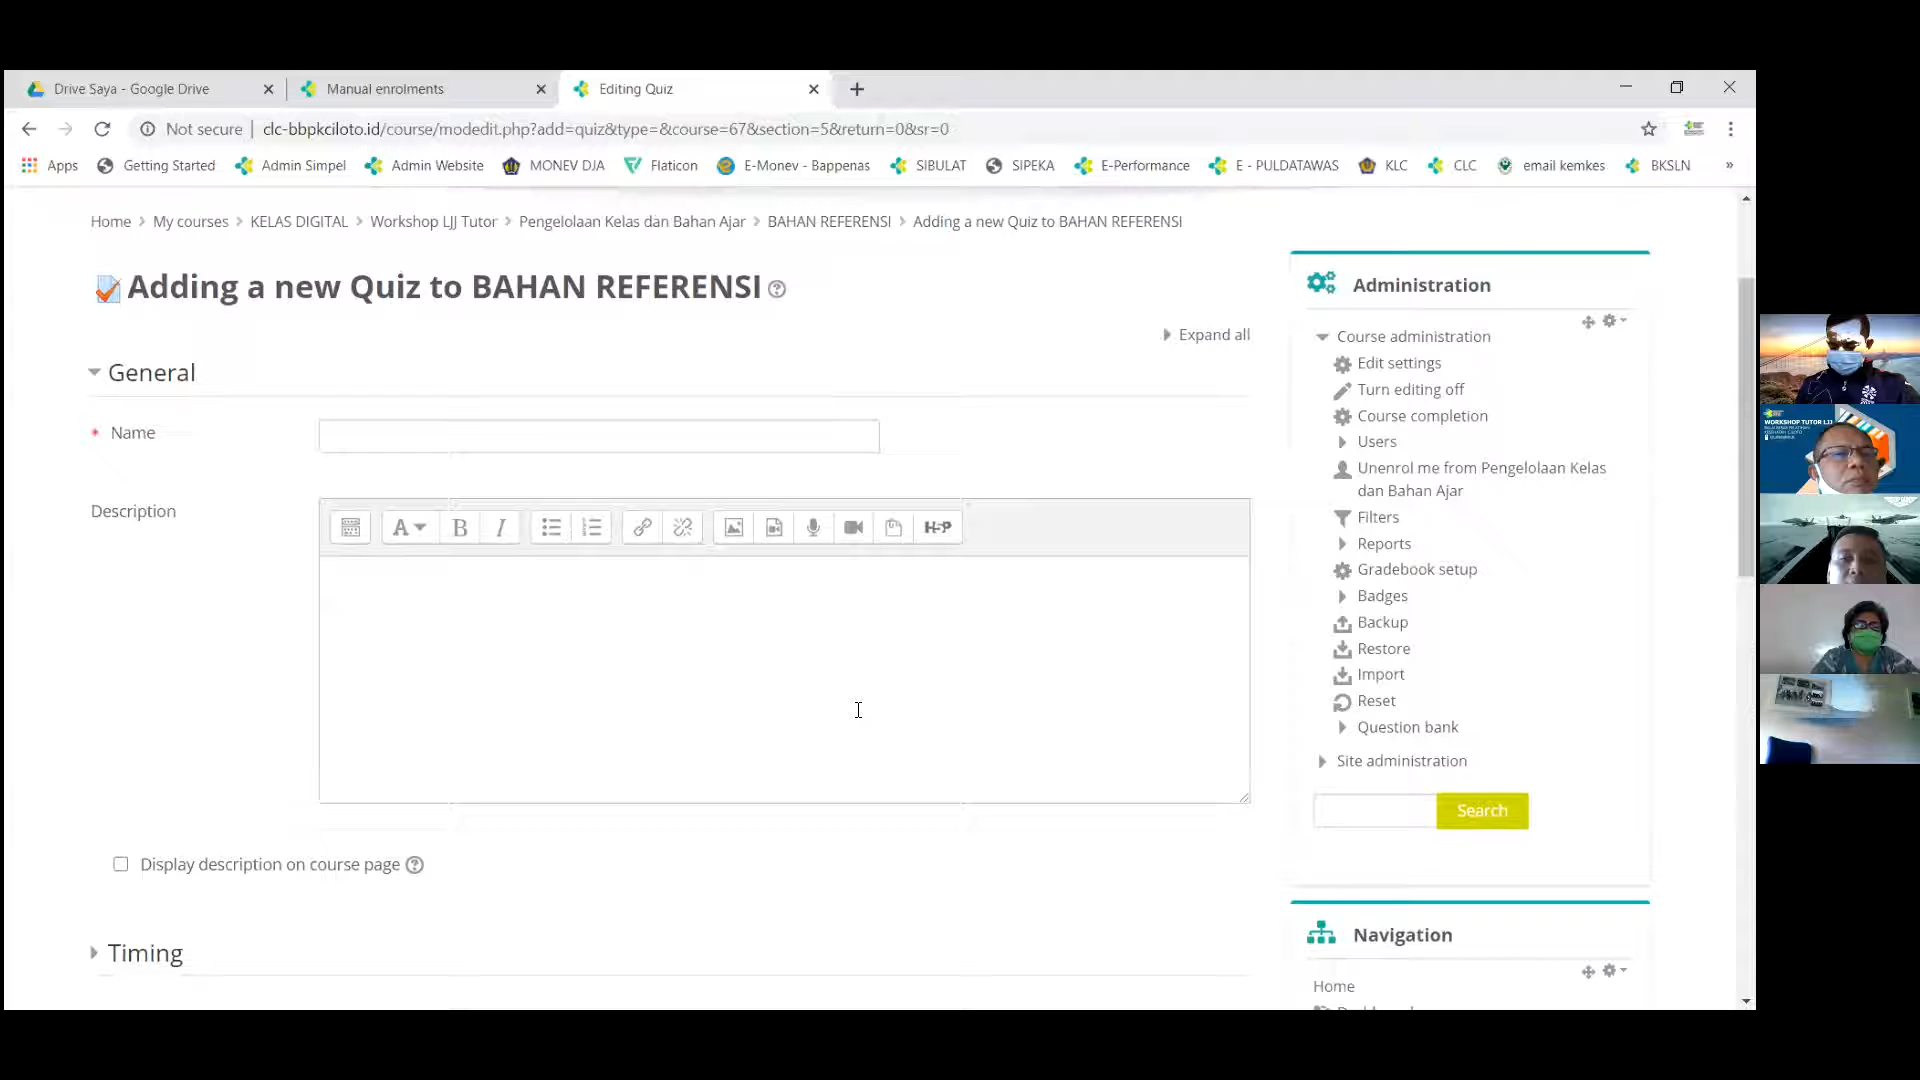 Drive Saya - Google Drive
Manual enrolments
Editing Quiz
Not secure
clc-bbpkciloto.id/course/modedit.php?add=quiz&type=&course=67&section=5&return=0&sr=0
Apps
Getting Started
Admin Simpel
Admin Website
MONEV DJA
Flaticon
E-Monev - Bappenas
SIBULAT
SIPEKA
E-Performance
E - PULDATAWAS
KLC
CLC
email kemkes
BKSLN
»
Home > My courses > KELAS DIGITAL > Workshop LJJ Tutor > Pengelolaan Kelas dan Bahan Ajar > BAHAN REFERENSI > Adding a new Quiz to BAHAN REFERENSI
Adding a new Quiz to BAHAN REFERENSI
Expand all
General
* Name
Description
A
B
I
H-P
Display description on course page
Timing
Administration
Course administration
Edit settings
Turn editing off
Course completion
Users
Unenrol me from Pengelolaan Kelas
dan Bahan Ajar
Filters
Reports
Gradebook setup
Badges
Backup
Restore
Import
Reset
Question bank
Site administration
Search
Navigation
Home
WORKSHOP TUTOR LJJ